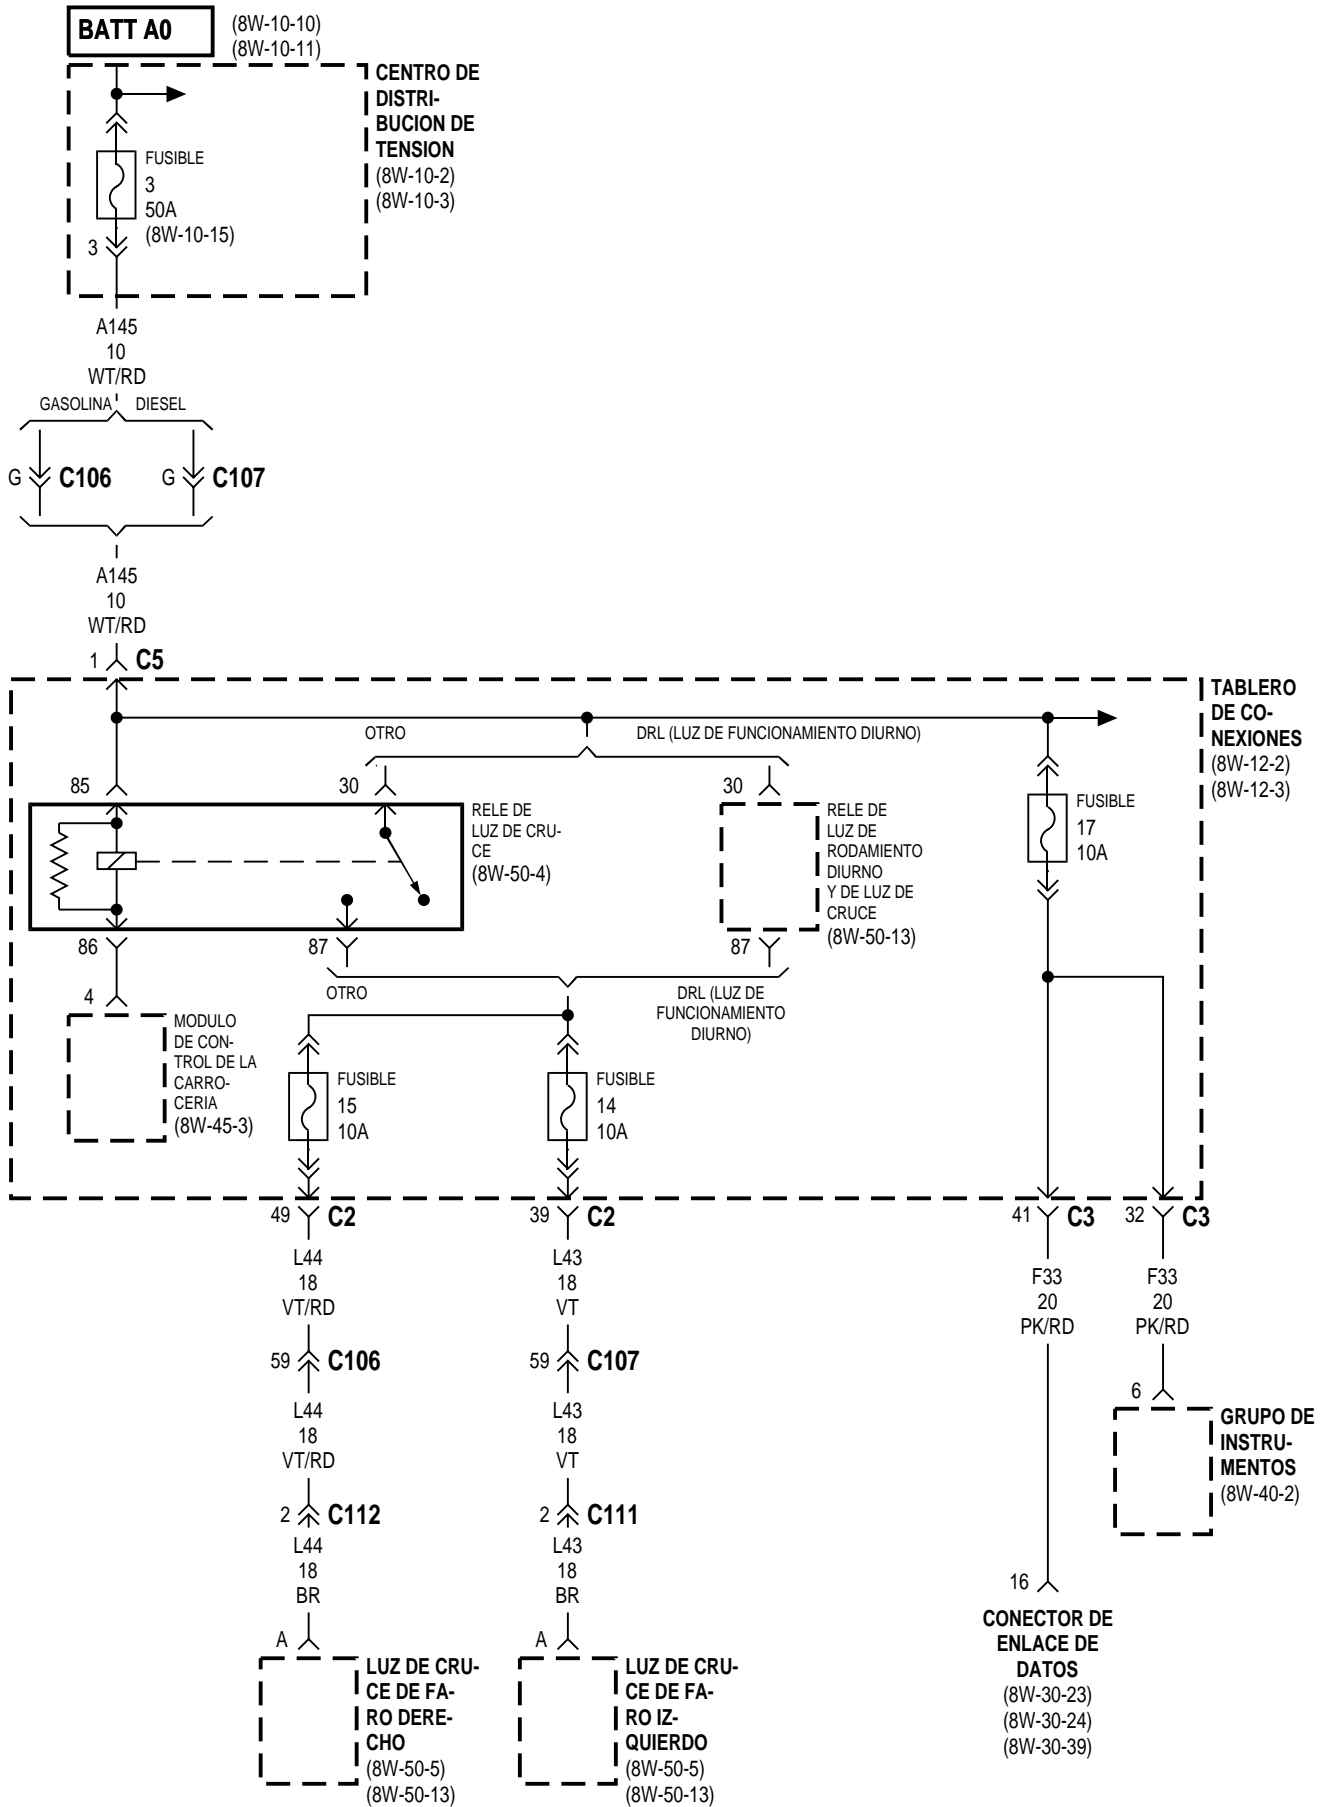 BATT A0
(8W-10-10)
(8W-10-11)
CENTRO DE
DISTRI-
BUCION DE
TENSION
(8W-10-2)
(8W-10-3)
FUSIBLE
3
50A
(8W-10-15)
3
A145
10
WT/RD
GASOLINA
DIESEL
G
C106
G
C107
A145
10
WT/RD
1
C5
TABLERO
DE CO-
NEXIONES
(8W-12-2)
(8W-12-3)
OTRO
DRL (LUZ DE FUNCIONAMIENTO DIURNO)
85
30
30
RELE DE
LUZ DE CRU-
CE
(8W-50-4)
RELE DE
LUZ DE
RODAMIENTO
DIURNO
Y DE LUZ DE
CRUCE
(8W-50-13)
FUSIBLE
17
10A
86
87
87
OTRO
DRL (LUZ DE
FUNCIONAMIENTO
DIURNO)
4
MODULO
DE CON-
TROL DE LA
CARRO-
CERIA
(8W-45-3)
FUSIBLE
15
10A
FUSIBLE
14
10A
49
C2
39
C2
41
C3
32
C3
L44
18
VT/RD
L43
18
VT
F33
20
PK/RD
F33
20
PK/RD
59
C106
59
C107
L44
18
VT/RD
L43
18
VT
6
GRUPO DE
INSTRU-
MENTOS
(8W-40-2)
2
C112
2
C111
L44
18
BR
L43
18
BR
16
CONECTOR DE
ENLACE DE
DATOS
(8W-30-23)
(8W-30-24)
(8W-30-39)
A
LUZ DE CRU-
CE DE FA-
RO DERE-
CHO
(8W-50-5)
(8W-50-13)
A
LUZ DE CRU-
CE DE FA-
RO IZ-
QUIERDO
(8W-50-5)
(8W-50-13)